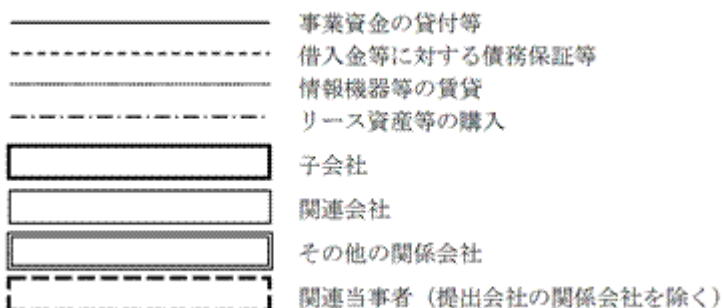 事業資金の貸付等
借入金等に対する債務保証等
情報機器等の賃貸
リース資産等の購入
子会社
関連会社
その他の関係会社
関連当事者（提出会社の関係会社を除く）